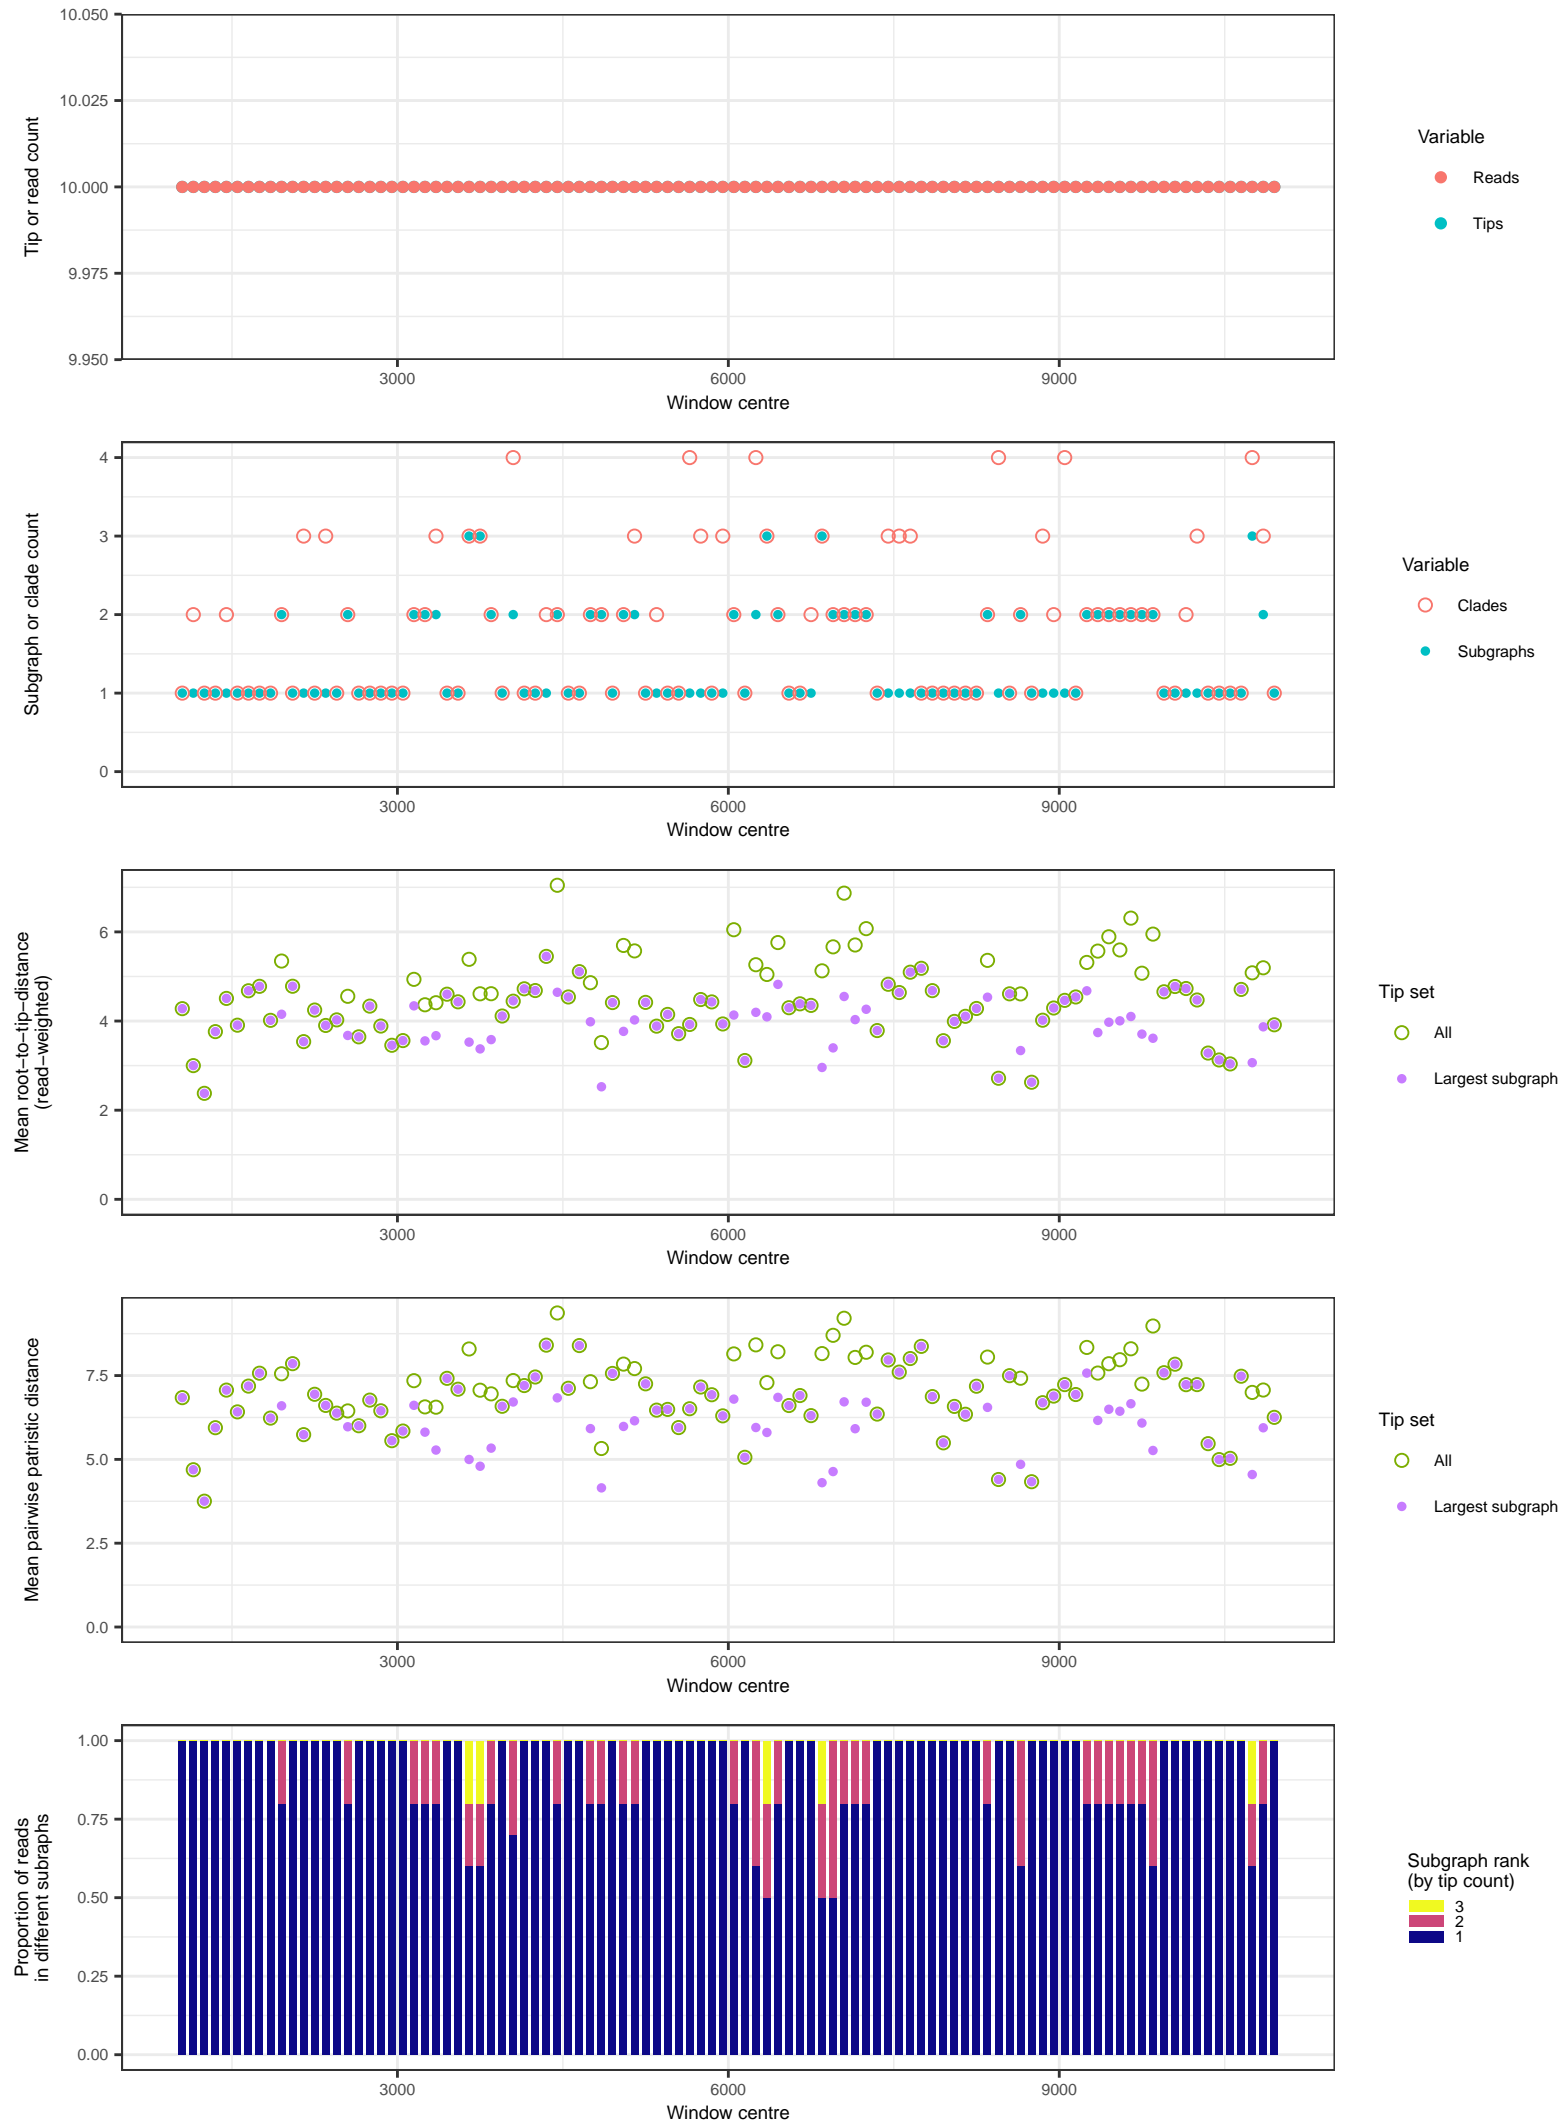 10.050
10.025
10.000
9.975
9.950
Tip or read count
3000
6000
9000
Window centre
Variable
Reads
Tips
4
3
2
1
0
Subgraph or clade count
3000
6000
9000
Window centre
Variable
Clades
Subgraphs
6
4
2
0
Mean root−to−tip−distance
(read−weighted)
3000
6000
9000
Window centre
Tip set
All
Largest subgraph
7.5
5.0
2.5
0.0
Mean pairwise patristic distance
3000
6000
9000
Window centre
Tip set
All
Largest subgraph
1.00
0.75
0.50
0.25
0.00
Proportion of reads
in different subraphs
3000
6000
9000
Window centre
Subgraph rank
(by tip count)
3
2
1